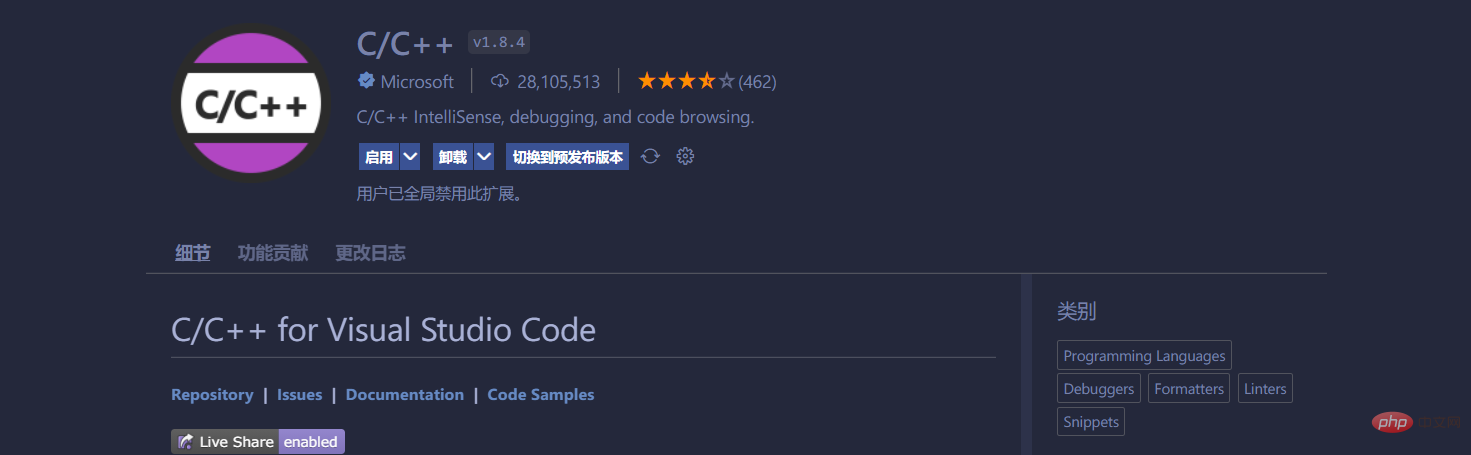 C/C++ v1.8.4
C/C++
Microsoft 28,105,513 (462)
C/C++ IntelliSense, debugging, and code browsing.
启用 卸载 切换到预发布版本
用户已全局禁用此扩展。
细节 功能贡献 更改日志
C/C++ for Visual Studio Code
Repository | Issues | Documentation | Code Samples
Live Share enabled
类别
Programming Languages
Debuggers Formatters Linters
Snippets
php